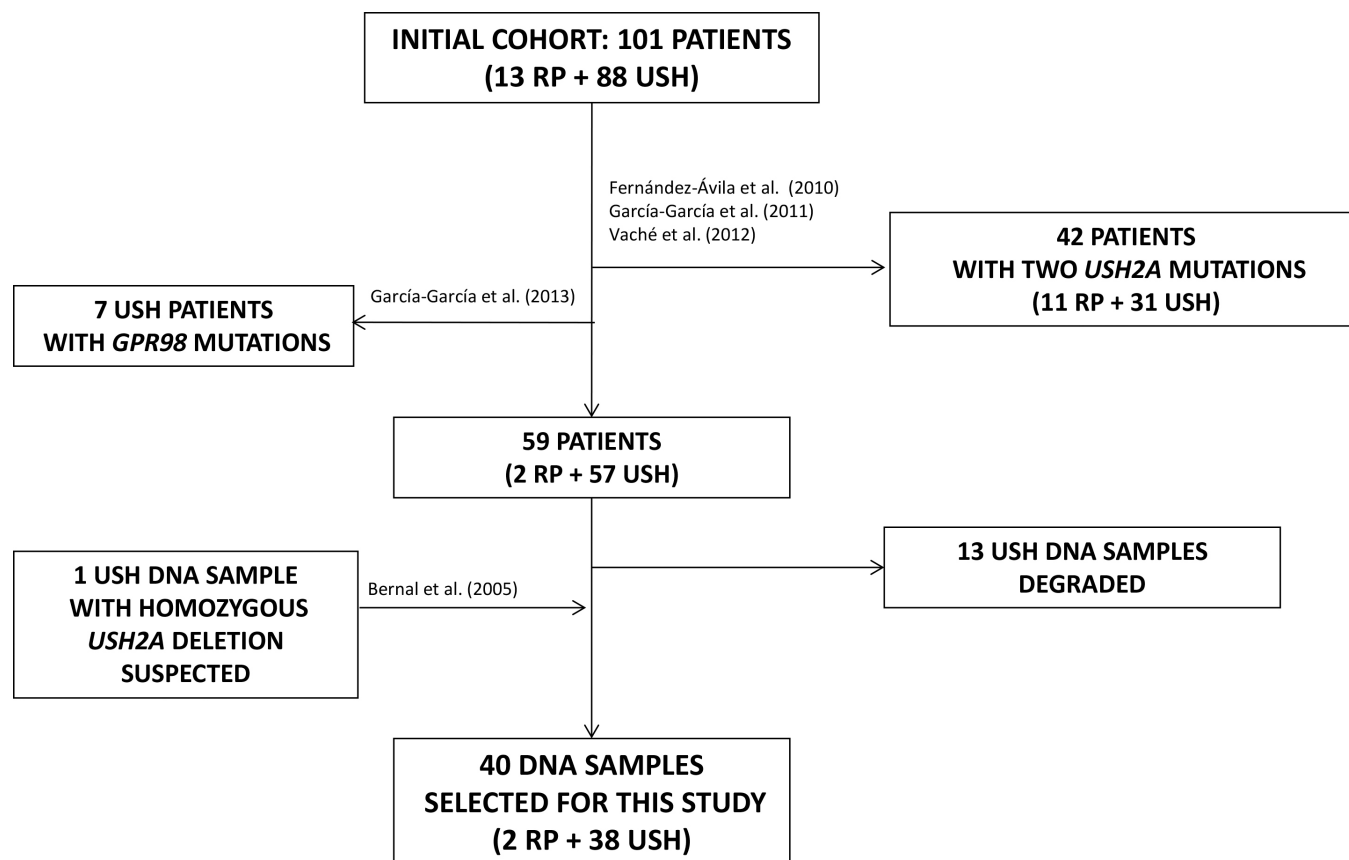 INITIAL COHORT: 101 PATIENTS
(13 RP + 88 USH)
Fernández-Ávila et al. (2010)
García-García et al. (2011)
Vaché et al. (2012)
42 PATIENTS
WITH TWO USH2A MUTATIONS
(11 RP + 31 USH)
7 USH PATIENTS
WITH GPR98 MUTATIONS
García-García et al. (2013)
59 PATIENTS
(2 RP + 57 USH)
13 USH DNA SAMPLES
DEGRADED
1 USH DNA SAMPLE
WITH HOMOZYGOUS
USH2A DELETION
SUSPECTED
Bernal et al. (2005)
40 DNA SAMPLES
SELECTED FOR THIS STUDY
(2 RP + 38 USH)